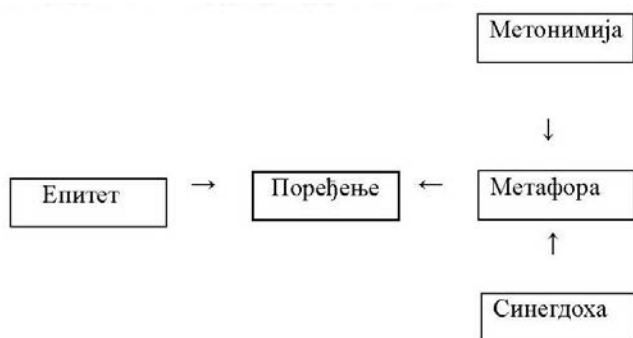 Метонимија
↓
Епитет → Поређење ← Метафора
↑
Синегдоха